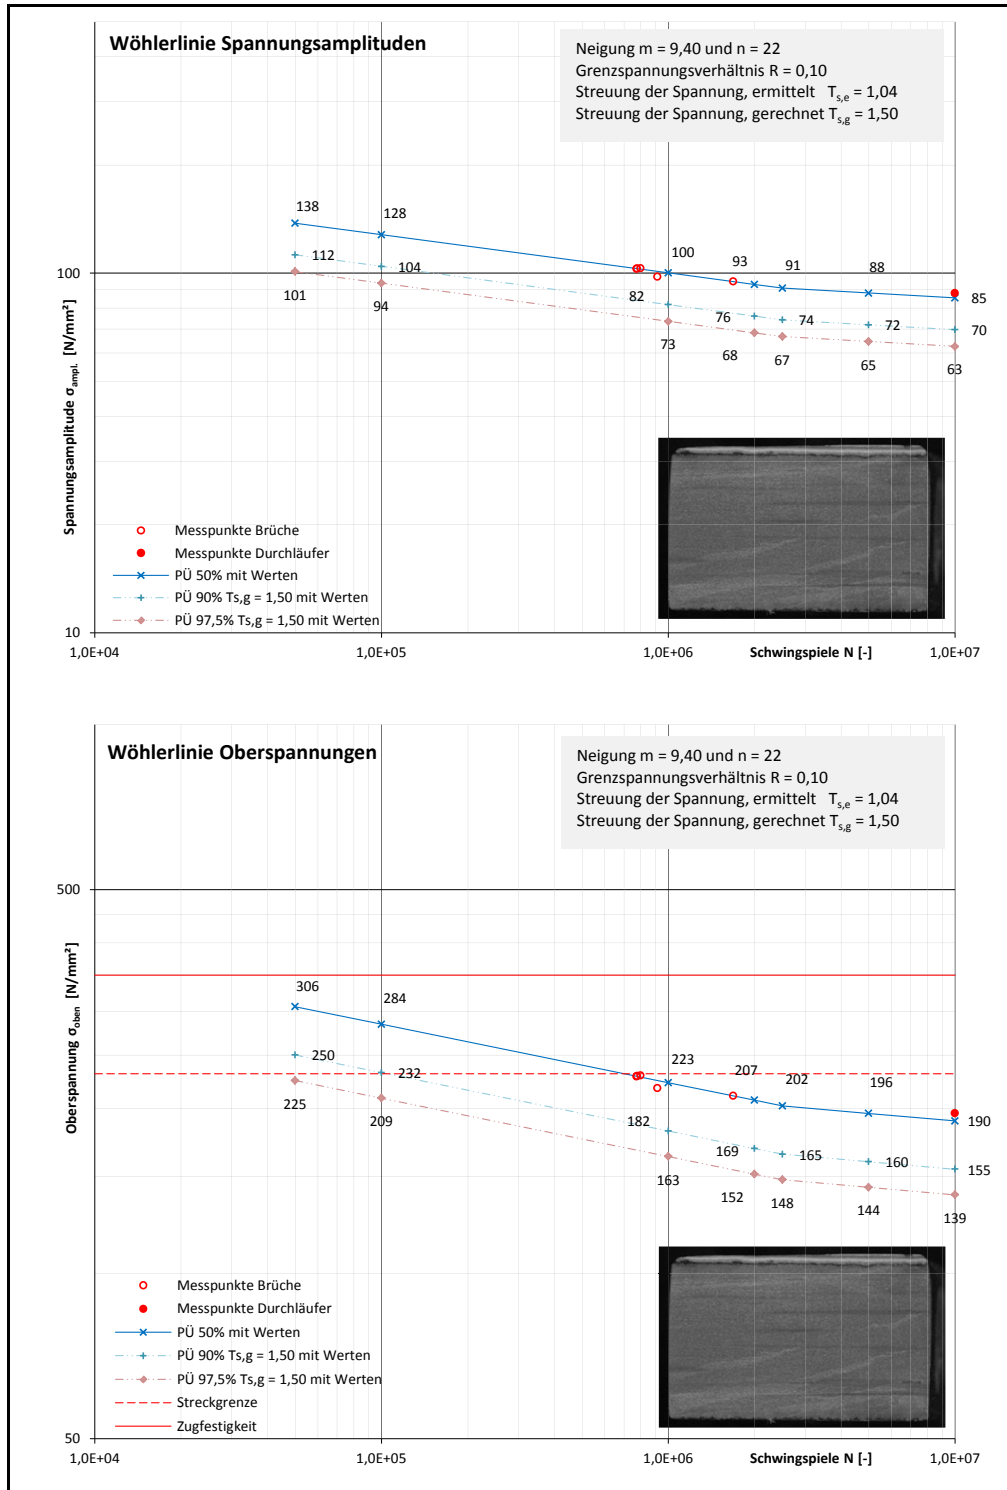 Wöhlerlinie Spannungsamplituden
Neigung m = 9,40 und n = 22
Grenzspannungsverhältnis R = 0,10
Streuung der Spannung, ermittelt Ts,e = 1,04
Streuung der Spannung, gerechnet Ts,g = 1,50
138
128
100
93
91
88
85
112
104
82
76
74
72
70
101
94
73
68
67
65
63
100
10
Spannungsamplitude σampl. [N/mm²]
Messpunkte Brüche
Messpunkte Durchläufer
PÜ 50% mit Werten
PÜ 90% Ts,g = 1,50 mit Werten
PÜ 97,5% Ts,g = 1,50 mit Werten
1,0E+04
1,0E+05
1,0E+06
Schwingspiele N [-]
1,0E+07
Wöhlerlinie Oberspannungen
Neigung m = 9,40 und n = 22
Grenzspannungsverhältnis R = 0,10
Streuung der Spannung, ermittelt Ts,e = 1,04
Streuung der Spannung, gerechnet Ts,g = 1,50
500
50
Oberspannung σoben [N/mm²]
306
284
223
207
202
196
190
250
232
182
169
165
160
155
225
209
163
152
148
144
139
Messpunkte Brüche
Messpunkte Durchläufer
PÜ 50% mit Werten
PÜ 90% Ts,g = 1,50 mit Werten
PÜ 97,5% Ts,g = 1,50 mit Werten
Streckgrenze
Zugfestigkeit
1,0E+04
1,0E+05
1,0E+06
Schwingspiele N [-]
1,0E+07